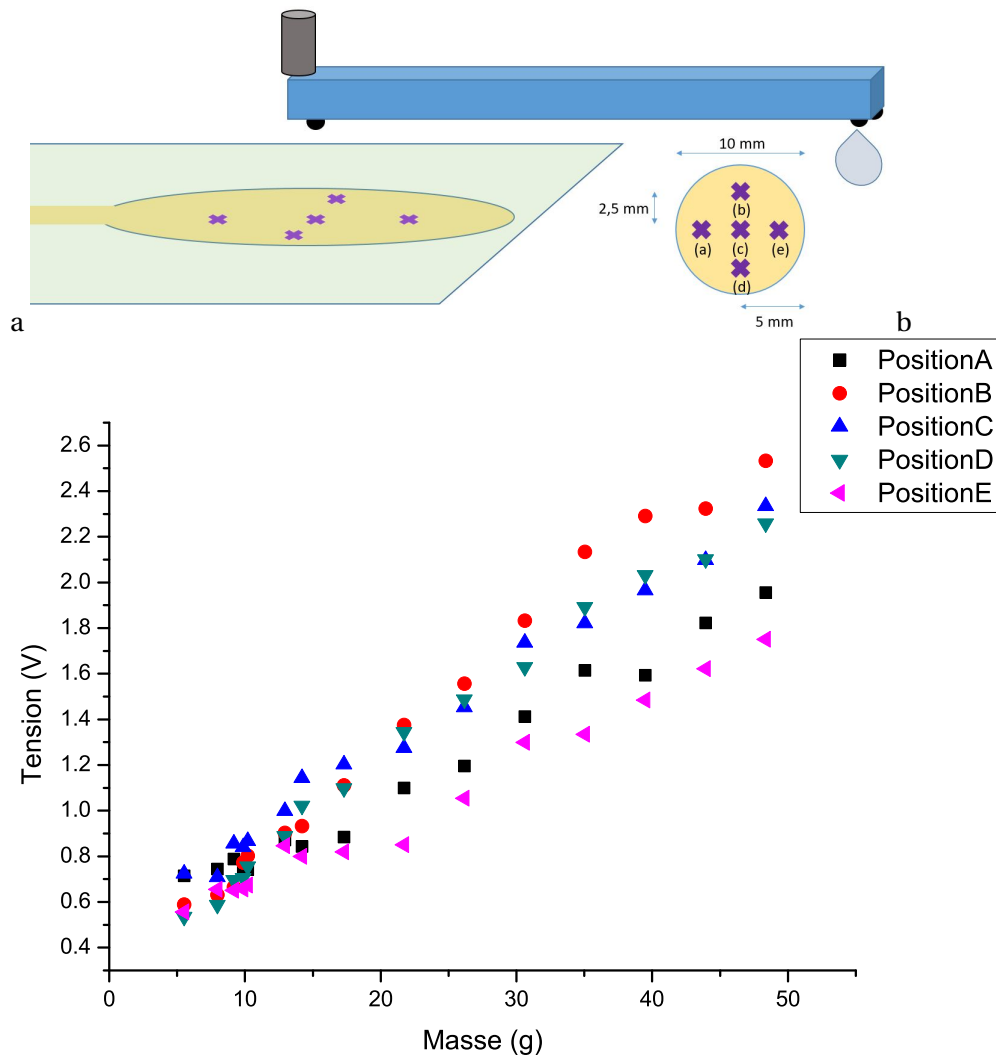 10 mm
2,5 mm
(b)
(a) (c) (e)
(d)
5 mm
a b
PositionA
PositionB
PositionC
PositionD
PositionE
2.6
2.4
2.2
2.0
1.8
1.6
1.4
1.2
1.0
0.8
0.6
0.4
Tension (V)
0 10 20 30 40 50
Masse (g)